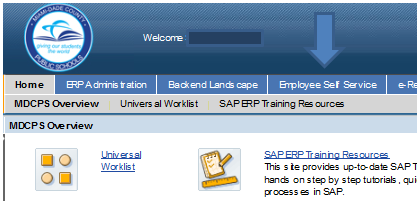 MIAMI-DADE COUNTY
giving our students
the world
PUBLIC SCHOOLS
Welcome
Home ERP Administration Backend Landscape Employee Self Service e-Re
MDCPS Overview Universal Worklist SAP ERP Training Resources
MDCPS Overview
Universal
Worklist
SAP ERP Training Resources
This site provides up-to-date SAP T
hands on step by step tutorials, qui
processes in SAP.